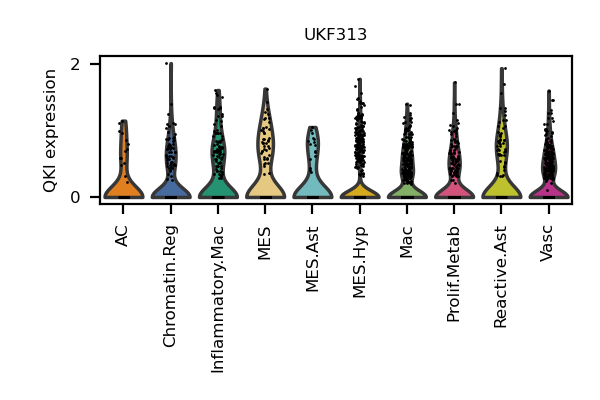 UKF313
QKI expression
2
0
AC
Chromatin.Reg
Inflammatory.Mac
MES
MES.Ast
MES.Hyp
Mac
Prolif.Metab
Reactive.Ast
Vasc